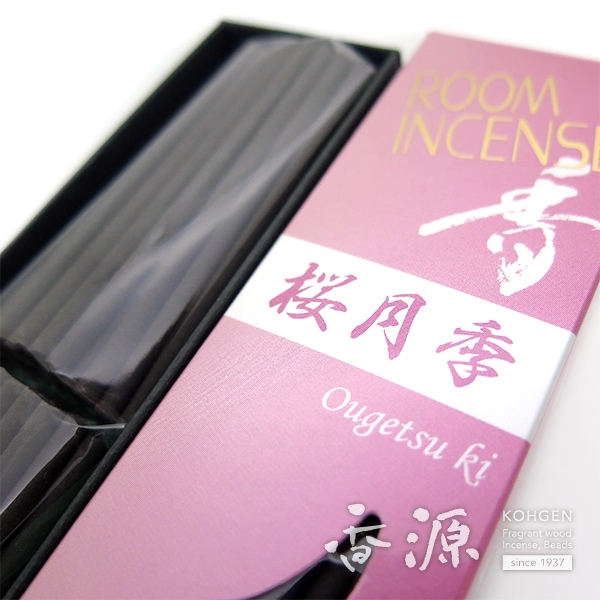 ROOM
INCENSE
香
桜月季
Ougetsu ki
香源
KOHGEN
Fragrant wood
Incense, Beads
since 1937